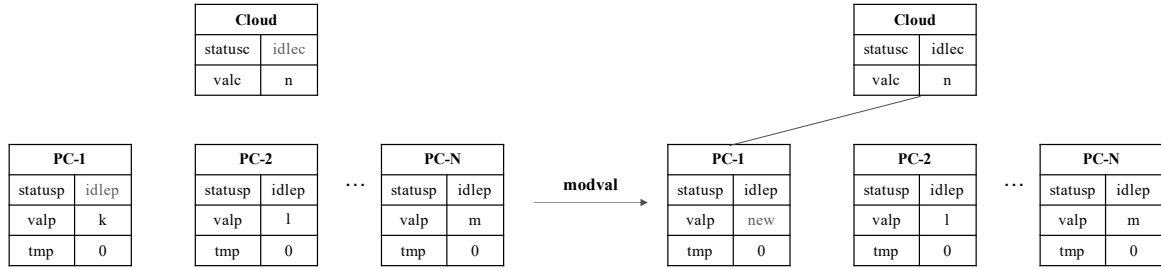 Cloud
statusc idlec
valc n
Cloud
statusc idlec
valc n
PC-1
statusp idlep
valp k
tmp 0
PC-2
statusp idlep
valp l
tmp 0
...
PC-N
statusp idlep
valp m
tmp 0
modval
PC-1
statusp idlep
valp new
tmp 0
PC-2
statusp idlep
valp l
tmp 0
...
PC-N
statusp idlep
valp m
tmp 0